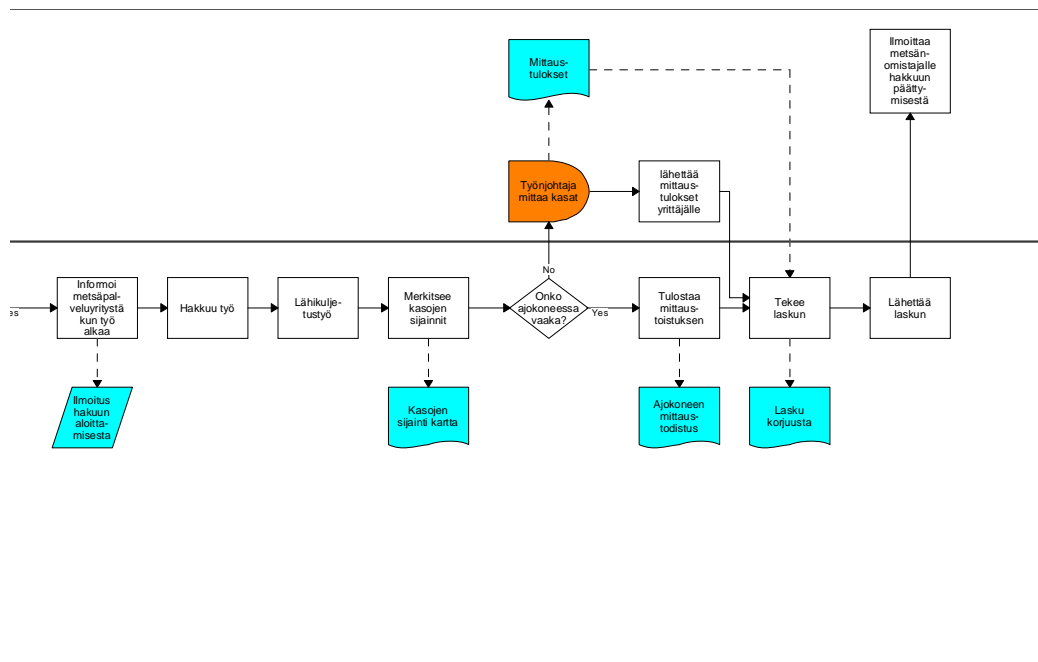 Mittaus-
tulokset
Ilmoittaa
metsän-
omistajalle
hakkuun
päätty-
misestä
Työnjohtaja
mittaa kasat
lähettää
mittaus-
tulokset
yrittäjälle
No
Informoi
metsäpal-
veluyritystä
kun työ
alkaa
Hakkuu työ
Lähikulje-
tustyö
Merkitsee
kasojen
sijainnit
Onko
ajokoneessa
vaaka?
Yes
Tulostaa
mittaus-
toistuksen
Tekee
laskun
Lähettää
laskun
Ilmoitus
hakuun
aloitta-
misesta
Kasojen
sijainti kartta
Ajokoneen
mittaus-
todistus
Lasku
korjuusta